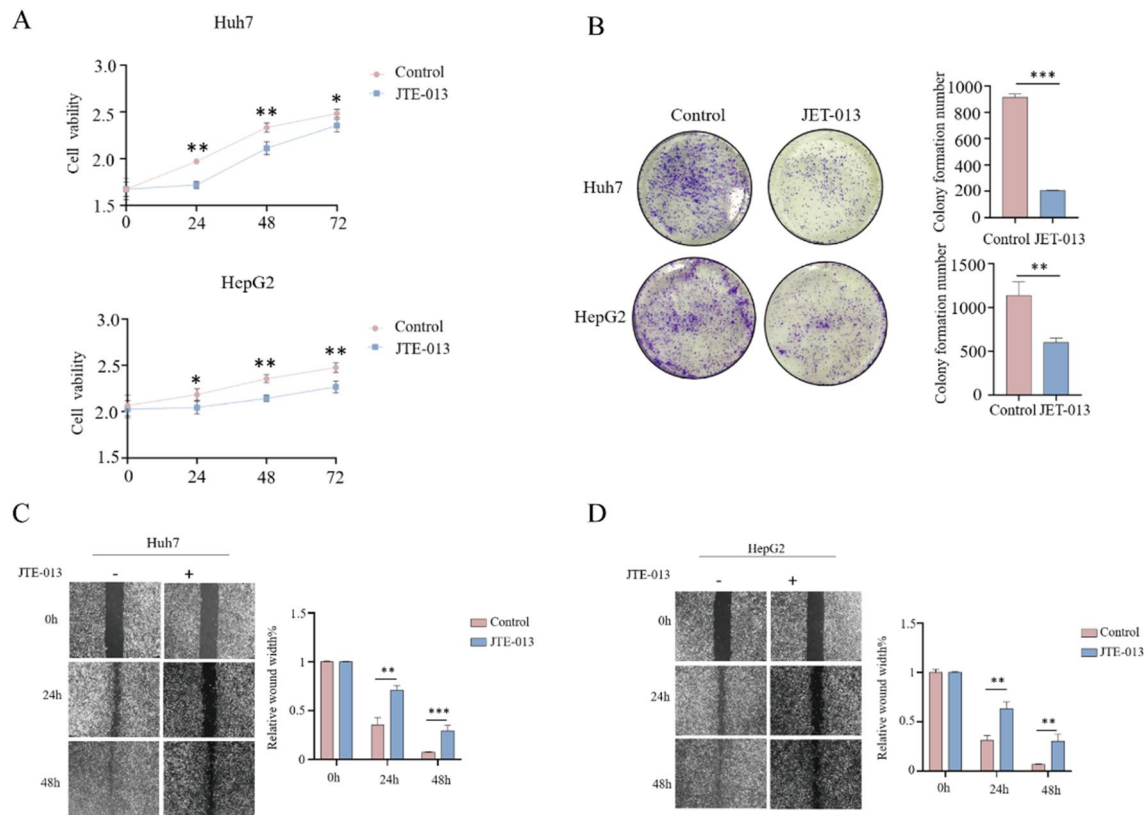 A
Huh7
Cell vability
3.0
2.5
2.0
1.5
0 24 48 72
** ** *
Control
JTE-013
HepG2
Cell vability
3.0
2.5
2.0
1.5
0 24 48 72
* ** **
Control
JTE-013
B
Control JET-013
Huh7
HepG2
Colony formation number
1000
800
600
400
200
0
***
Control JET-013
Colony formation number
1500
1000
500
0
**
Control JET-013
C
Huh7
JTE-013 - +
0h
24h
48h
Relative wound width%
1.5
1
0.5
0
** ***
0h 24h 48h
Control
JTE-013
D
HepG2
JTE-013 - +
0h
24h
48h
Relative wound width%
1.5
1
0.5
0
** **
0h 24h 48h
Control
JTE-013